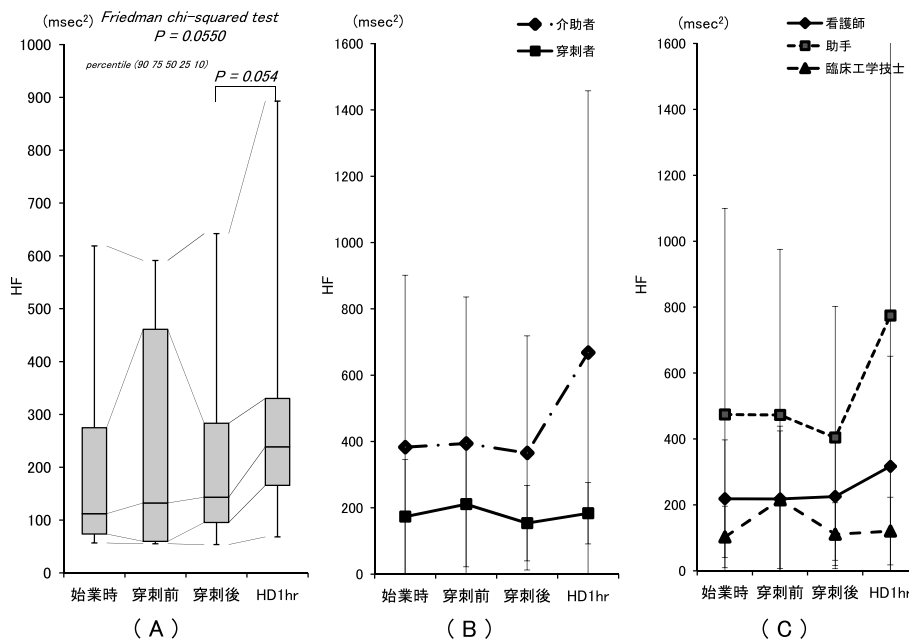 (msec2)
Friedman chi-squared test
P = 0.0550
percentile (90 75 50 25 10)
P = 0.054
1000
900
800
700
600
500
400
300
200
100
0
HF
始業時 穿刺前 穿刺後 HD1hr
( A )
(msec2)
介助者
穿刺者
1600
1400
1200
1000
800
600
400
200
0
HF
始業時 穿刺前 穿刺後 HD1hr
( B )
(msec2)
看護師
助手
臨床工学技士
1600
1400
1200
1000
800
600
400
200
0
HF
始業時 穿刺前 穿刺後 HD1hr
( C )